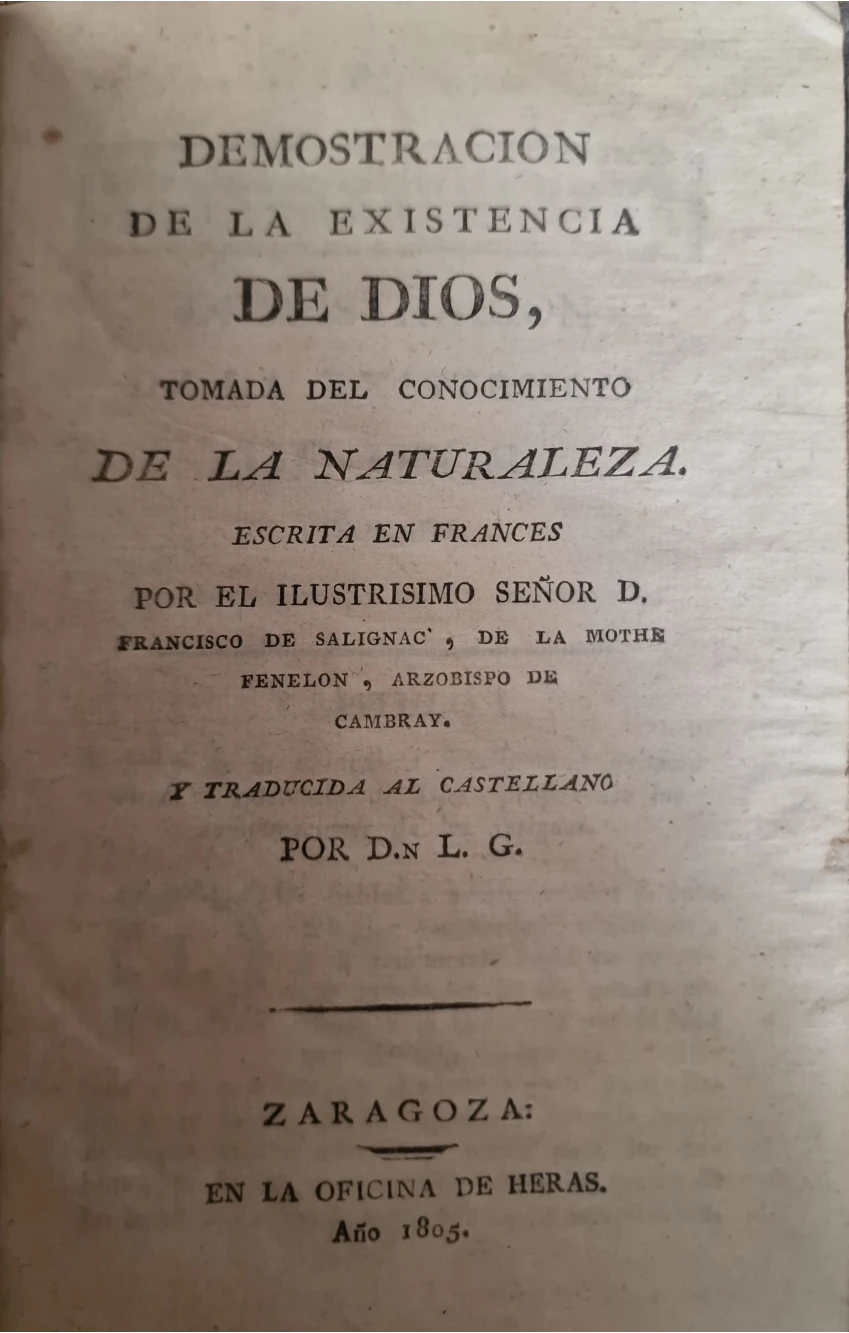 DEMOSTRACION
DE LA EXISTENCIA
DE DIOS,
TOMADA DEL CONOCIMIENTO
DE LA NATURALEZA.
ESCRITA EN FRANCES
POR EL ILUSTRISIMO SEÑOR D.
FRANCISCO DE SALIGNAC , DE LA MOTHE
FENELON , ARZOBISPO DE
CAMBRAY.
Y TRADUCIDA AL CASTELLANO
POR D.N L. G.
ZARAGOZA:
EN LA OFICINA DE HERAS.
Año 1805.